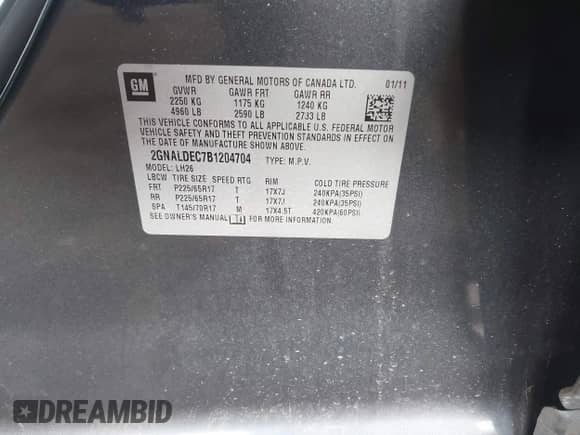 GM
MFD BY GENERAL MOTORS OF CANADA LTD. 01/11
GVWR GAWR FRT GAWR RR
2250 KG 1175 KG 1240 KG
4960 LB 2590 LB 2733 LB
THIS VEHICLE CONFORMS TO ALL APPLICABLE U.S. FEDERAL MOTOR
VEHICLE SAFETY AND THEFT PREVENTION STANDARDS IN EFFECT ON
THE DATE OF MANUFACTURE SHOWN ABOVE.
2GNALDEC7B1204704 TYPE: M.P.V.
MODEL: LH26
LBCW TIRE SIZE SPEED RTG RIM COLD TIRE PRESSURE
FRT P225/65R17 T 17X7J 240KPA(35PSI)
RR P225/65R17 T 17X7J 240KPA(35PSI)
SPA T145/70R17 M 17X4.5T 420KPA(60PSI)
SEE OWNER'S MANUAL FOR MORE INFORMATION.
DREAMBID